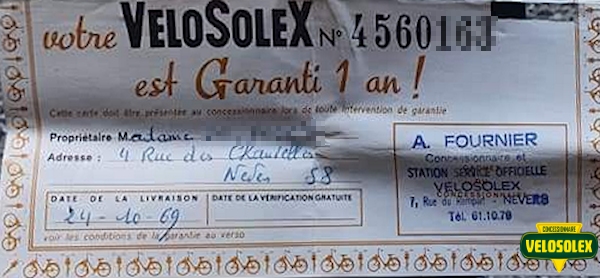 votre VELOSOLEX N° 4560163
est Garanti 1 an !
Cette carte doit être présentée au concessionnaire lors de toute intervention de garantie
Propriétaire Madame
Adresse : 4 Rue des
58
DATE DE LA LIVRAISON
24-10-69
DATE DE LA VÉRIFICATION GRATUITE
voir les conditions de la garantie au verso
A. FOURNIER
Concessionnaire et
STATION SERVICE OFFICIELLE
VELOSOLEX
CONCESSIONNAIRE
7, Rue du Rempart - NEVERS
Tél. 61.10.78
CONCESSIONNAIRE
VELOSOLEX